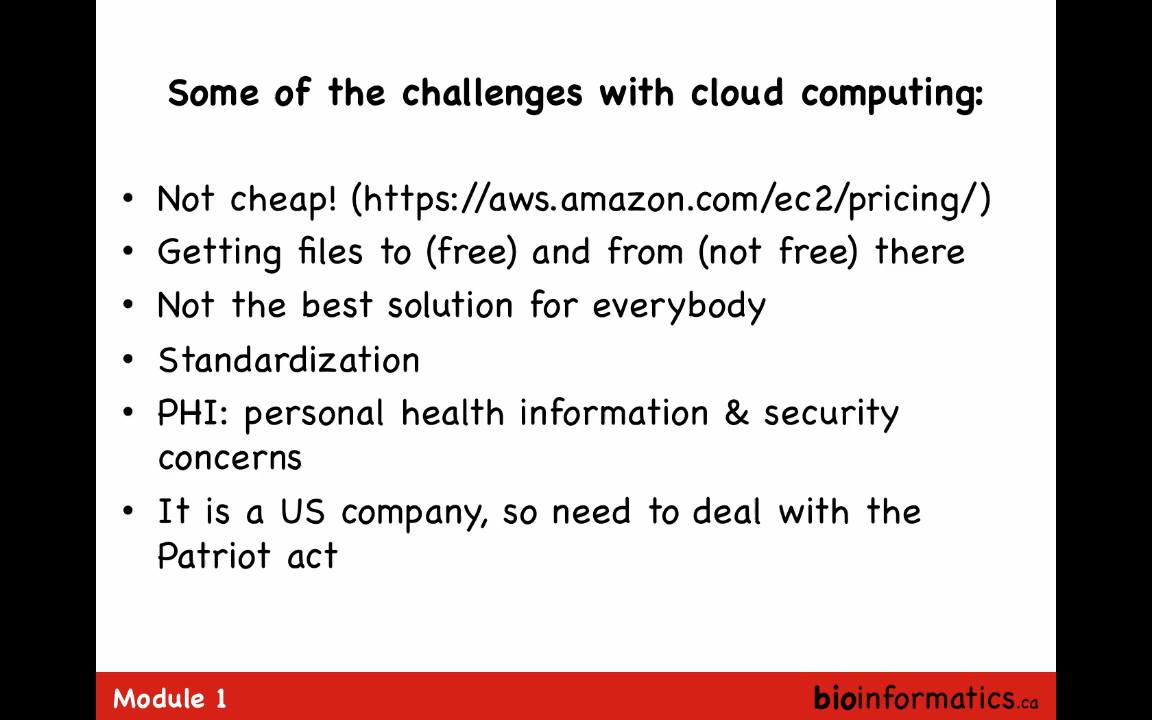 Some of the challenges with cloud computing:
• Not cheap! (https://aws.amazon.com/ec2/pricing/)
• Getting files to (free) and from (not free) there
• Not the best solution for everybody
• Standardization
• PHI: personal health information & security
concerns
• It is a US company, so need to deal with the
Patriot act
Module 1
bioinformatics.ca